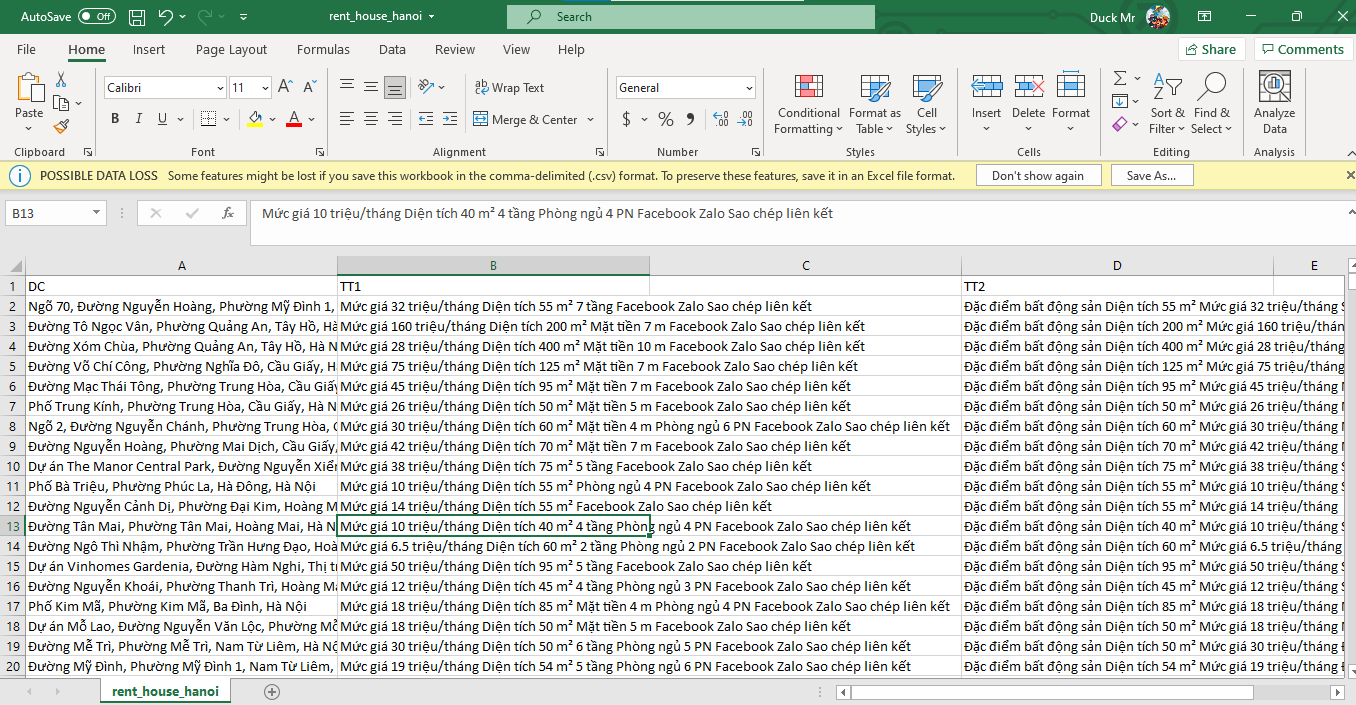 AutoSave Off rent_house_hanoi Search Duck Mr
File Home Insert Page Layout Formulas Data Review View Help Share Comments
Paste Calibri 11 B I U A A A ab Wrap Text Merge & Center General $ % 9 Conditional Formatting Format as Table Cell Styles Insert Delete Format Sort & Filter Find & Select Analyze Data
Clipboard Font Alignment Number Styles Cells Editing Analysis
POSSIBLE DATA LOSS Some features might be lost if you save this workbook in the comma-delimited (.csv) format. To preserve these features, save it in an Excel file format. Don't show again Save As...
B13 fx Mức giá 10 triệu/tháng Diện tích 40 m² 4 tầng Phòng ngủ 4 PN Facebook Zalo Sao chép liên kết
A B C D E
1 DC TT1 TT2
2 Ngõ 70, Đường Nguyễn Hoàng, Phường Mỹ Đình 1, Mức giá 32 triệu/tháng Diện tích 55 m² 7 tầng Facebook Zalo Sao chép liên kết Đặc điểm bất động sản Diện tích 55 m² Mức giá 32 triệu/tháng
3 Đường Tô Ngọc Vân, Phường Quảng An, Tây Hồ, Hà Mức giá 160 triệu/tháng Diện tích 200 m² Mặt tiền 7 m Facebook Zalo Sao chép liên kết Đặc điểm bất động sản Diện tích 200 m² Mức giá 160 triệu/thán
4 Đường Xóm Chùa, Phường Quảng An, Tây Hồ, Hà N Mức giá 28 triệu/tháng Diện tích 400 m² Mặt tiền 10 m Facebook Zalo Sao chép liên kết Đặc điểm bất động sản Diện tích 400 m² Mức giá 28 triệu/tháng
5 Đường Võ Chí Công, Phường Nghĩa Đô, Cầu Giấy, H Mức giá 75 triệu/tháng Diện tích 125 m² Mặt tiền 7 m Facebook Zalo Sao chép liên kết Đặc điểm bất động sản Diện tích 125 m² Mức giá 75 triệu/tháng
6 Đường Mạc Thái Tông, Phường Trung Hòa, Cầu Giấ Mức giá 45 triệu/tháng Diện tích 95 m² Mặt tiền 7 m Facebook Zalo Sao chép liên kết Đặc điểm bất động sản Diện tích 95 m² Mức giá 45 triệu/tháng
7 Phố Trung Kính, Phường Trung Hòa, Cầu Giấy, Hà N Mức giá 26 triệu/tháng Diện tích 50 m² Mặt tiền 5 m Facebook Zalo Sao chép liên kết Đặc điểm bất động sản Diện tích 50 m² Mức giá 26 triệu/tháng
8 Ngõ 2, Đường Nguyễn Chánh, Phường Trung Hòa, Mức giá 30 triệu/tháng Diện tích 60 m² Mặt tiền 4 m Phòng ngủ 6 PN Facebook Zalo Sao chép liên kết Đặc điểm bất động sản Diện tích 60 m² Mức giá 30 triệu/tháng
9 Đường Nguyễn Hoàng, Phường Mai Dịch, Cầu Giấy, Mức giá 42 triệu/tháng Diện tích 70 m² Mặt tiền 7 m Facebook Zalo Sao chép liên kết Đặc điểm bất động sản Diện tích 70 m² Mức giá 42 triệu/tháng
10 Dự án The Manor Central Park, Đường Nguyễn Xiể Mức giá 38 triệu/tháng Diện tích 75 m² 5 tầng Facebook Zalo Sao chép liên kết Đặc điểm bất động sản Diện tích 75 m² Mức giá 38 triệu/tháng
11 Phố Bà Triệu, Phường Phúc La, Hà Đông, Hà Nội Mức giá 10 triệu/tháng Diện tích 55 m² Phòng ngủ 4 PN Facebook Zalo Sao chép liên kết Đặc điểm bất động sản Diện tích 55 m² Mức giá 10 triệu/tháng
12 Đường Nguyễn Cảnh Dị, Phường Đại Kim, Hoàng M Mức giá 14 triệu/tháng Diện tích 55 m² Facebook Zalo Sao chép liên kết Đặc điểm bất động sản Diện tích 55 m² Mức giá 14 triệu/tháng
13 Đường Tân Mai, Phường Tân Mai, Hoàng Mai, Hà N Mức giá 10 triệu/tháng Diện tích 40 m² 4 tầng Phòng ngủ 4 PN Facebook Zalo Sao chép liên kết Đặc điểm bất động sản Diện tích 40 m² Mức giá 10 triệu/tháng
14 Đường Ngô Thì Nhậm, Phường Trần Hưng Đạo, Hoà Mức giá 6.5 triệu/tháng Diện tích 60 m² 2 tầng Phòng ngủ 2 PN Facebook Zalo Sao chép liên kết Đặc điểm bất động sản Diện tích 60 m² Mức giá 6.5 triệu/tháng
15 Dự án Vinhomes Gardenia, Đường Hàm Nghi, Thị tr Mức giá 50 triệu/tháng Diện tích 95 m² 5 tầng Facebook Zalo Sao chép liên kết Đặc điểm bất động sản Diện tích 95 m² Mức giá 50 triệu/tháng
16 Đường Nguyễn Khoái, Phường Thanh Trì, Hoàng Ma Mức giá 12 triệu/tháng Diện tích 45 m² 4 tầng Phòng ngủ 3 PN Facebook Zalo Sao chép liên kết Đặc điểm bất động sản Diện tích 45 m² Mức giá 12 triệu/tháng
17 Phố Kim Mã, Phường Kim Mã, Ba Đình, Hà Nội Mức giá 18 triệu/tháng Diện tích 85 m² Mặt tiền 4 m Phòng ngủ 4 PN Facebook Zalo Sao chép liên kết Đặc điểm bất động sản Diện tích 85 m² Mức giá 18 triệu/tháng
18 Dự án Mỗ Lao, Đường Nguyễn Văn Lộc, Phường Mỗ Mức giá 18 triệu/tháng Diện tích 50 m² Mặt tiền 5 m Facebook Zalo Sao chép liên kết Đặc điểm bất động sản Diện tích 50 m² Mức giá 18 triệu/tháng
19 Đường Mễ Trì, Phường Mễ Trì, Nam Từ Liêm, Hà Nộ Mức giá 30 triệu/tháng Diện tích 50 m² 6 tầng Phòng ngủ 5 PN Facebook Zalo Sao chép liên kết Đặc điểm bất động sản Diện tích 50 m² Mức giá 30 triệu/tháng
20 Đường Mỹ Đình, Phường Mỹ Đình 1, Nam Từ Liêm, Mức giá 19 triệu/tháng Diện tích 54 m² 5 tầng Phòng ngủ 6 PN Facebook Zalo Sao chép liên kết Đặc điểm bất động sản Diện tích 54 m² Mức giá 19 triệu/tháng
rent_house_hanoi